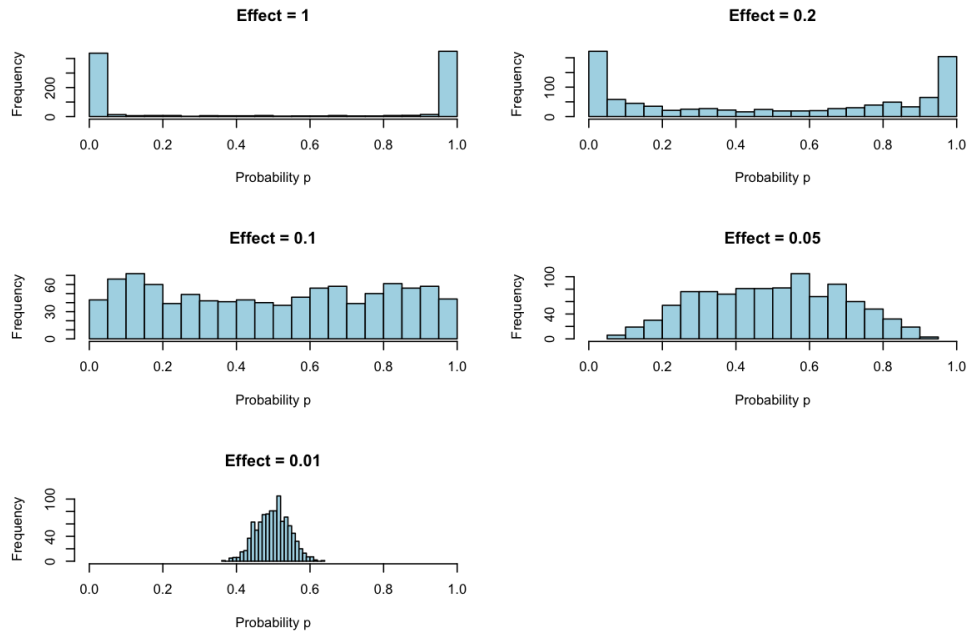 Effect = 1
Frequency
0 200
0.0 0.2 0.4 0.6 0.8 1.0
Probability p
Effect = 0.2
Frequency
0 100
0.0 0.2 0.4 0.6 0.8 1.0
Probability p
Effect = 0.1
Frequency
0 30 60
0.0 0.2 0.4 0.6 0.8 1.0
Probability p
Effect = 0.05
Frequency
0 40 100
0.0 0.2 0.4 0.6 0.8 1.0
Probability p
Effect = 0.01
Frequency
0 40 100
0.0 0.2 0.4 0.6 0.8 1.0
Probability p